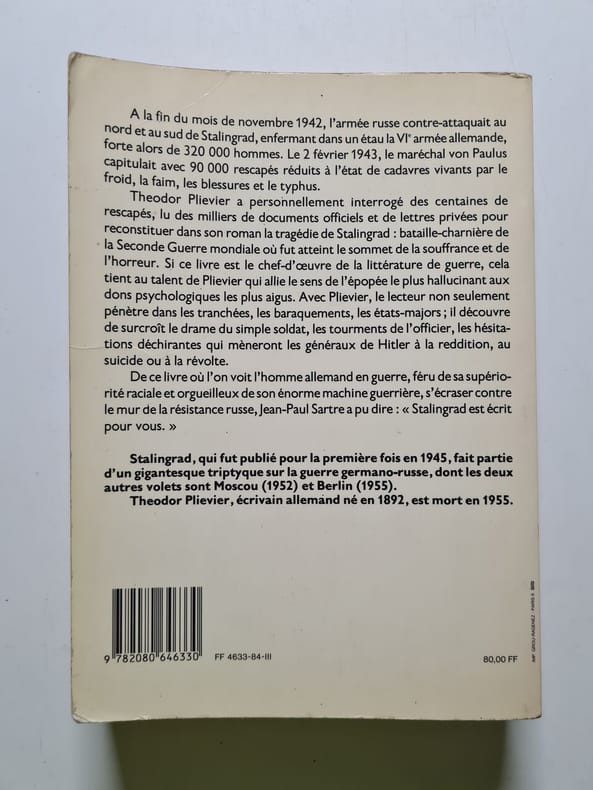 A la fin du mois de novembre 1942, l'armée russe contre-attaquait au
nord et au sud de Stalingrad, enfermant dans un étau la VIe armée allemande,
forte alors de 320 000 hommes. Le 2 février 1943, le maréchal von Paulus
capitulait avec 90 000 rescapés réduits à l'état de cadavres vivants par le
froid, la faim, les blessures et le typhus.
Theodor Plievier a personnellement interrogé des centaines de
rescapés, lu des milliers de documents officiels et de lettres privées pour
reconstituer dans son roman la tragédie de Stalingrad : bataille-charnière de
la Seconde Guerre mondiale où fut atteint le sommet de la souffrance et de
l'horreur. Si ce livre est le chef-d'œuvre de la littérature de guerre, cela
tient au talent de Plievier qui allie le sens de l'épopée le plus hallucinant aux
dons psychologiques les plus aigus. Avec Plievier, le lecteur non seulement
pénètre dans les tranchées, les baraquements, les états-majors ; il découvre
de surcroît le drame du simple soldat, les tourments de l'officier, les hésita-
tions déchirantes qui mèneront les généraux de Hitler à la reddition, au
suicide ou à la révolte.
De ce livre où l'on voit l'homme allemand en guerre, féru de sa supério-
rité raciale et orgueilleux de son énorme machine guerrière, s'écraser contre
le mur de la résistance russe, Jean-Paul Sartre a pu dire : « Stalingrad est écrit
pour vous. »
Stalingrad, qui fut publié pour la première fois en 1945, fait partie
d'un gigantesque triptyque sur la guerre germano-russe, dont les deux
autres volets sont Moscou (1952) et Berlin (1955).
Theodor Plievier, écrivain allemand né en 1892, est mort en 1955.
9 782080 646330
FF 4633-84-III
80,00 FF